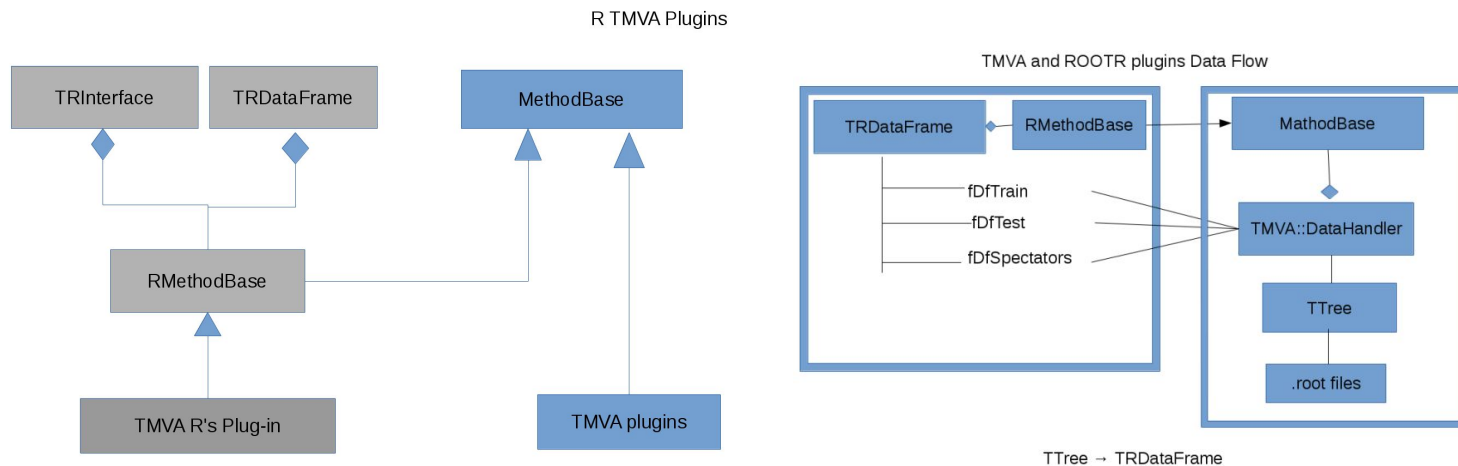 R TMVA Plugins
TRInterface
TRDataFrame
MethodBase
RMethodBase
TMVA R's Plug-in
TMVA plugins
TMVA and ROOTR plugins Data Flow
TRDataFrame
RMethodBase
MathodBase
fDfTrain
fDfTest
fDfSpectators
TMVA::DataHandler
TTree
.root files
TTree → TRDataFrame